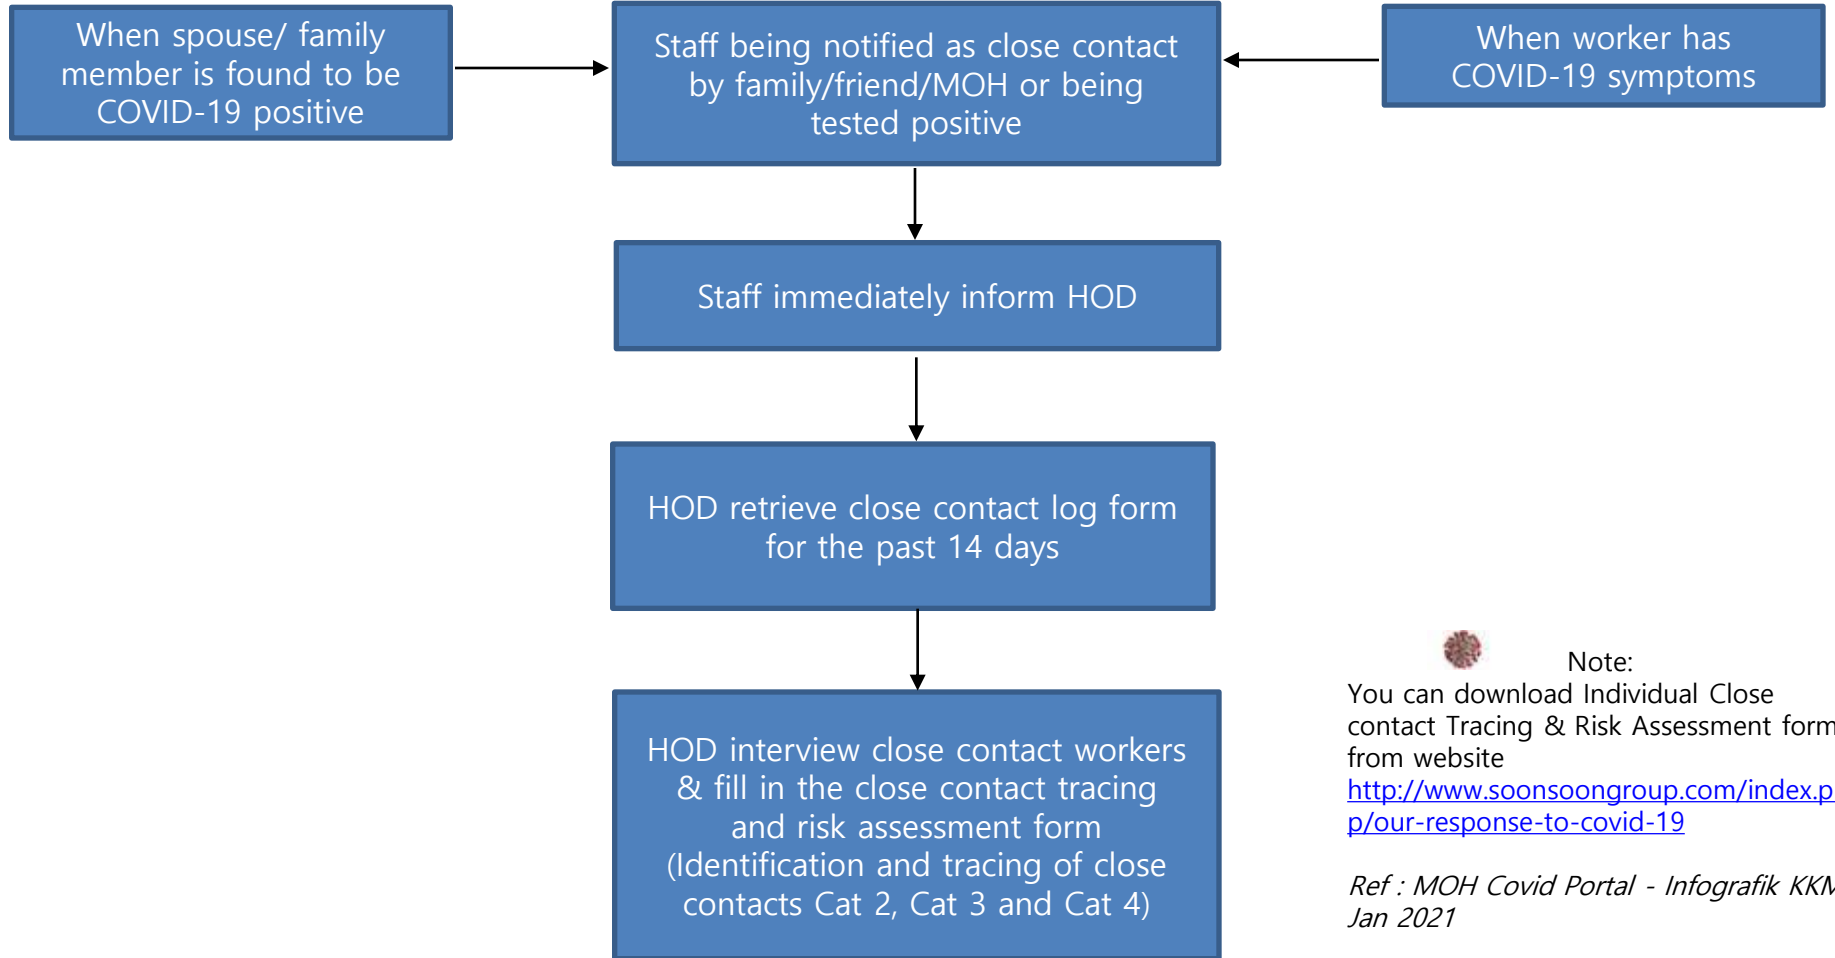 When spouse/ family
member is found to be
COVID-19 positive
Staff being notified as close contact
by family/friend/MOH or being
tested positive
When worker has
COVID-19 symptoms
Staff immediately inform HOD
HOD retrieve close contact log form
for the past 14 days
HOD interview close contact workers
& fill in the close contact tracing
and risk assessment form
(Identification and tracing of close
contacts Cat 2, Cat 3 and Cat 4)
Note:
You can download Individual Close
contact Tracing & Risk Assessment form
from website
http://www.soonsoongroup.com/index.p
p/our-response-to-covid-19
Ref : MOH Covid Portal - Infografik KKM
Jan 2021